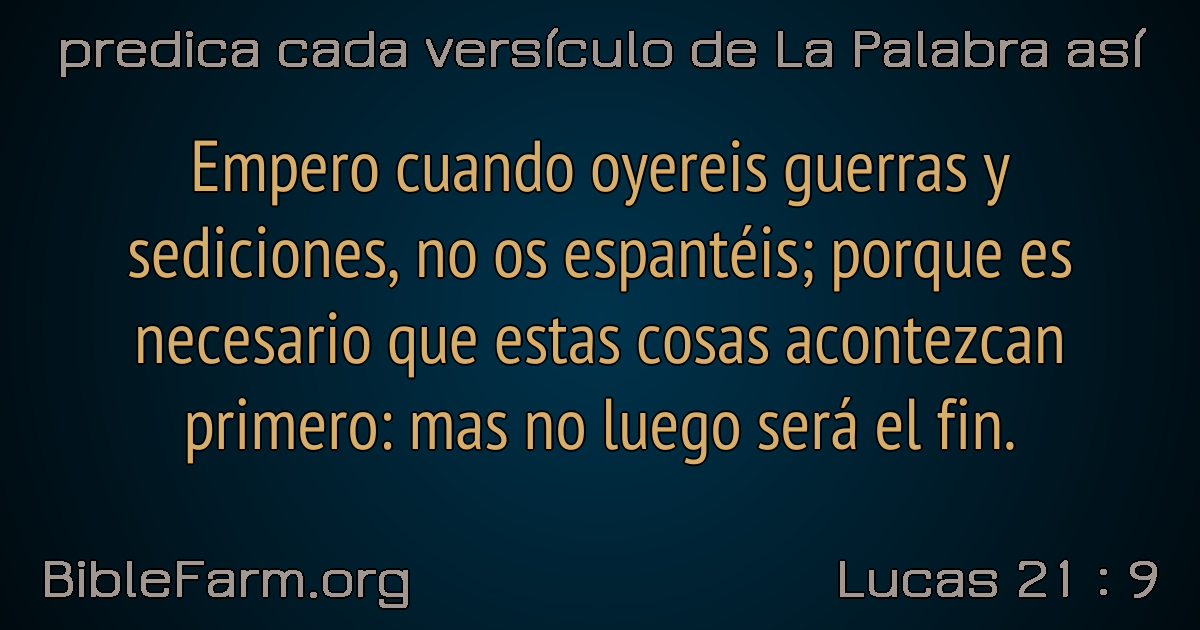 predica cada versículo de La Palabra así
Empero cuando oyereis guerras y
sediciones, no os espantéis; porque es
necesario que estas cosas acontezcan
primero: mas no luego será el fin.
BibleFarm.org
Lucas 21 : 9